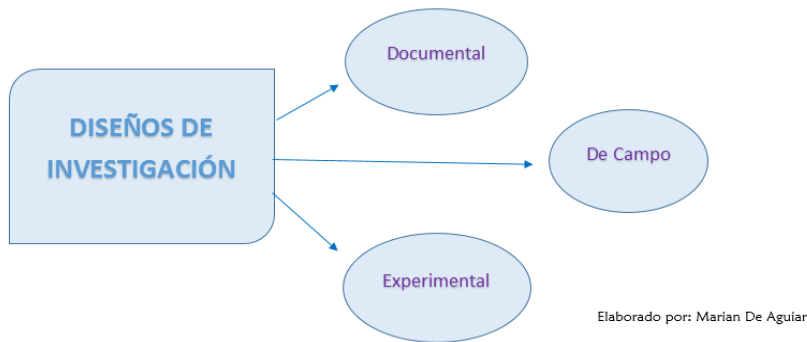 Documental
DISEÑOS DE
INVESTIGACIÓN
De Campo
Experimental
Elaborado por: Marian De Aguiar